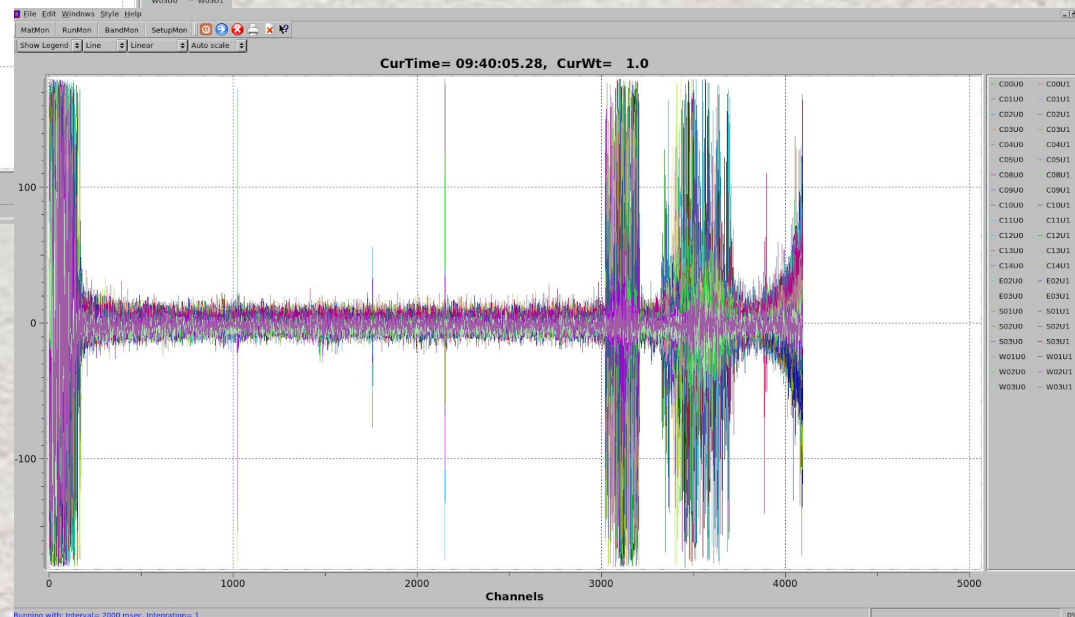 W03U0 – W03U1
File Edit Windows Style Help
MatMon RunMon BandMon SetupMon
Show Legend Line Linear Auto scale
CurTime= 09:40:05.28, CurWt= 1.0
100
0
-100
0 1000 2000 3000 4000 5000
Channels
C00U0 – C00U1
C01U0 – C01U1
C02U0 – C02U1
C03U0 – C03U1
C04U0 – C04U1
C05U0 – C05U1
C08U0 – C08U1
C09U0 – C09U1
C10U0 – C10U1
C11U0 – C11U1
C12U0 – C12U1
C13U0 – C13U1
C14U0 – C14U1
E02U0 – E02U1
E03U0 – E03U1
S01U0 – S01U1
S02U0 – S02U1
S03U0 – S03U1
W01U0 – W01U1
W02U0 – W02U1
W03U0 – W03U1
Running with: Interval= 2000 msec, Integration= 1